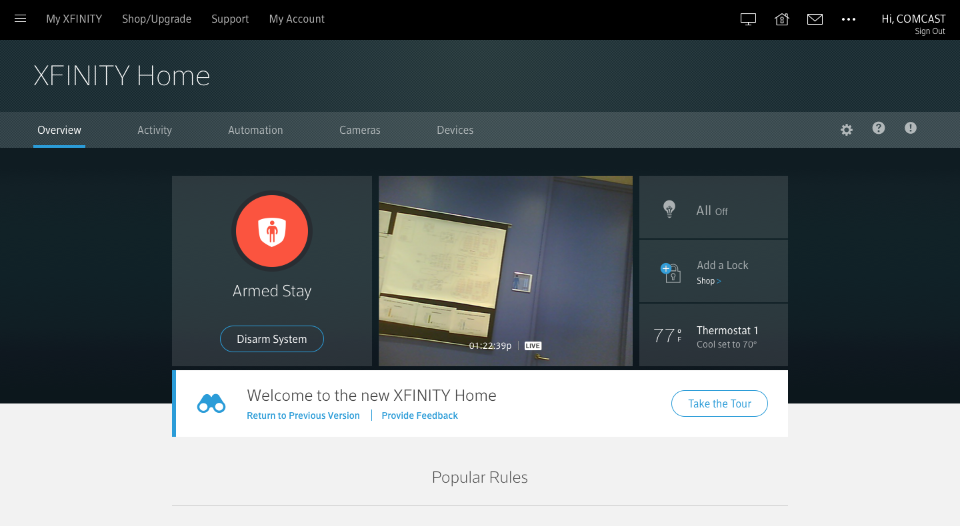 My XFINITY
Shop/Upgrade
Support
My Account
Hi, COMCAST
Sign Out
XFINITY Home
Overview
Activity
Automation
Cameras
Devices
Armed Stay
Disarm System
01:22:39p | LIVE
All Off
Add a Lock
Shop >
77°F
Thermostat 1
Cool set to 70°
Welcome to the new XFINITY Home
Return to Previous Version | Provide Feedback
Take the Tour
Popular Rules